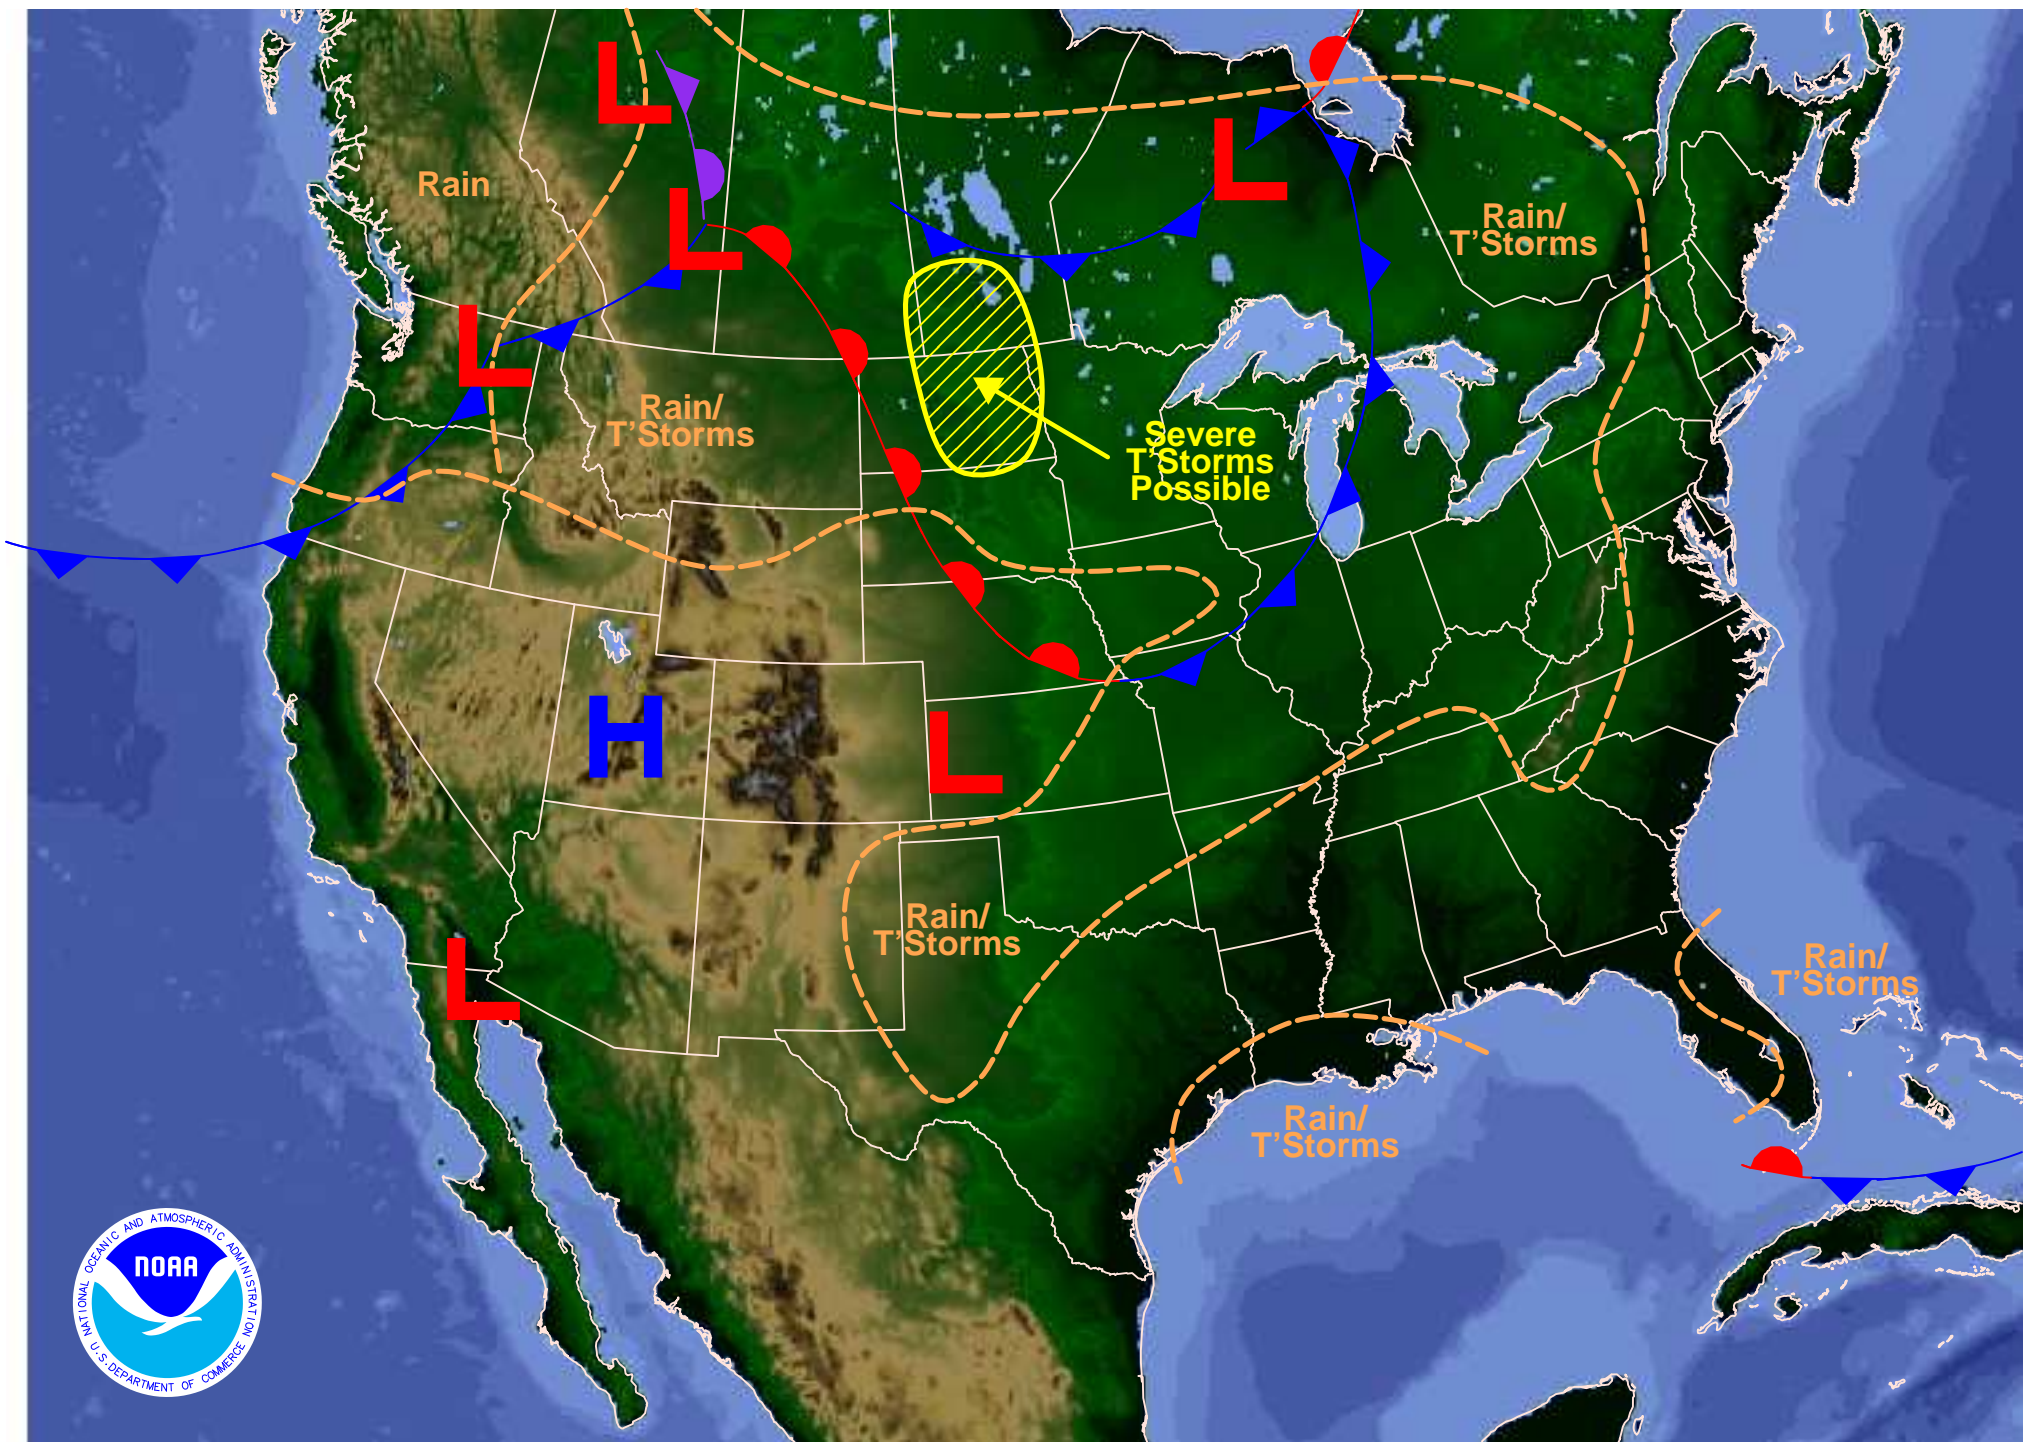 L
L
Rain
Rain/
T'Storms
L
L
Rain/
T'Storms
Severe
T'Storms
Possible
H
L
Rain/
T'Storms
L
Rain/
T'Storms
Rain/
T'Storms
NATIONAL OCEANIC AND ATMOSPHERIC ADMINISTRATION
NOAA
U.S. DEPARTMENT OF COMMERCE